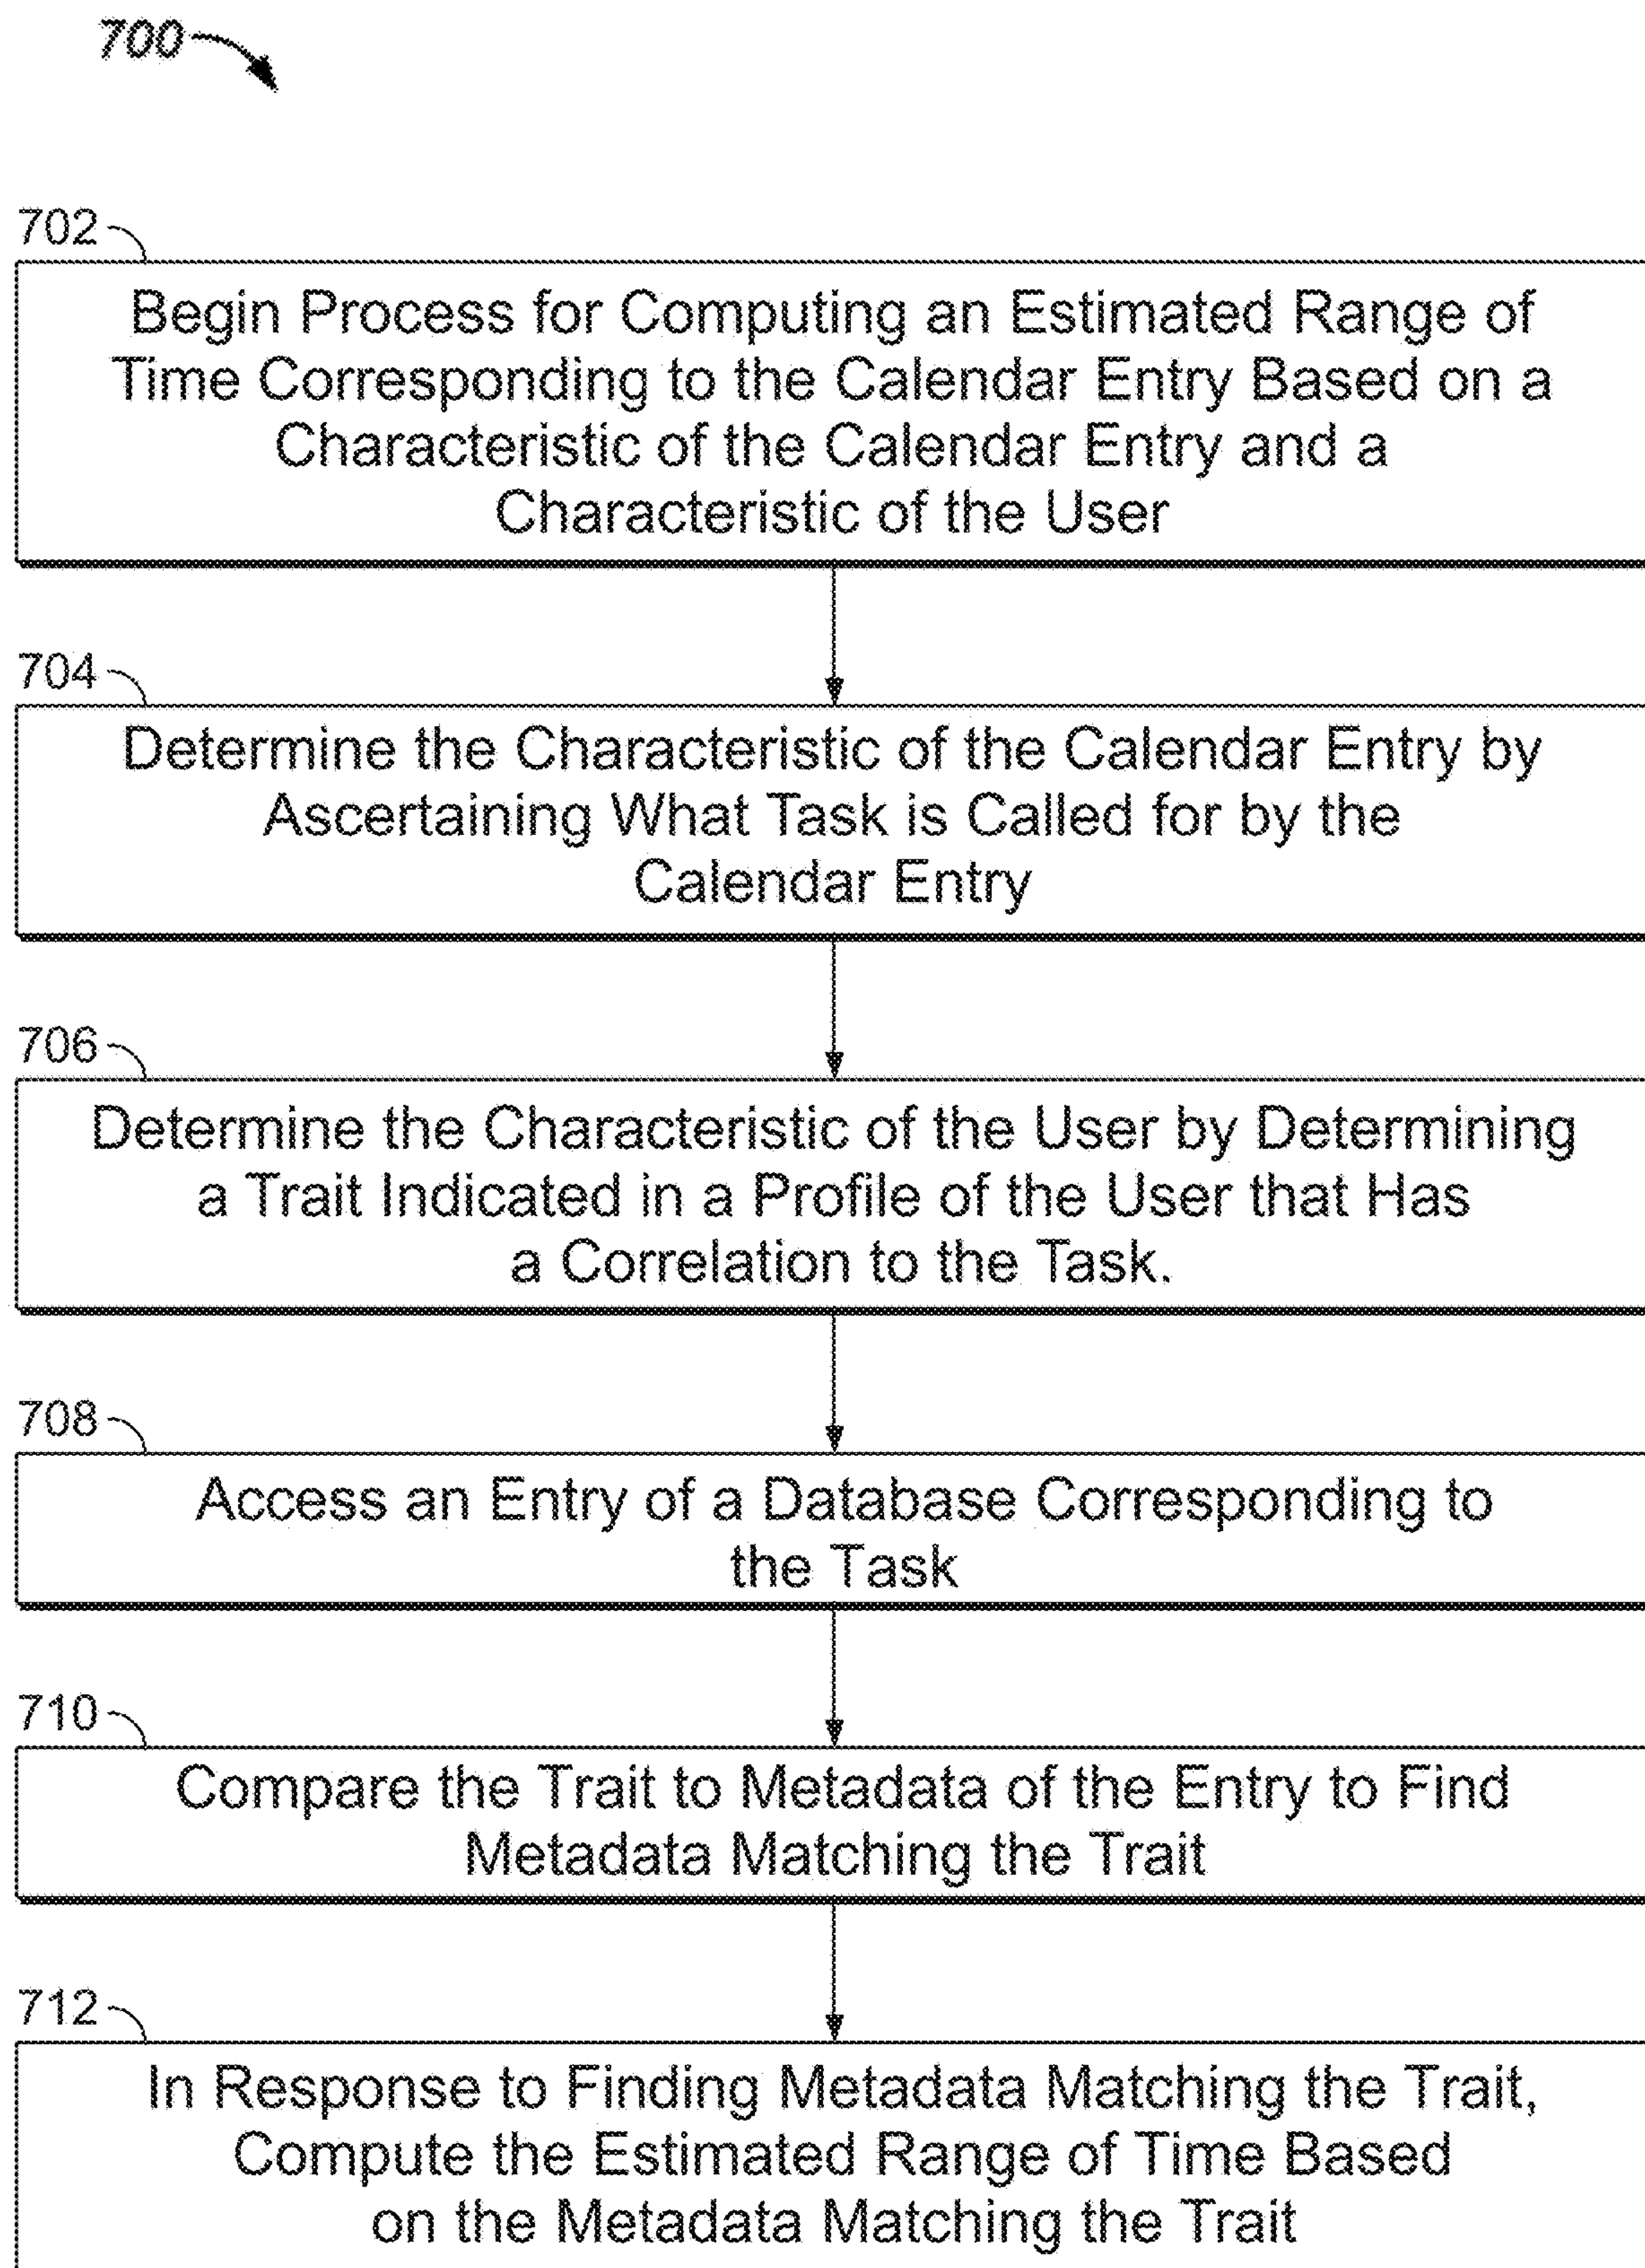 700
702
Begin Process for Computing an Estimated Range of
Time Corresponding to the Calendar Entry Based on a
Characteristic of the Calendar Entry and a
Characteristic of the User
704
Determine the Characteristic of the Calendar Entry by
Ascertaining What Task is Called for by the
Calendar Entry
706
Determine the Characteristic of the User by Determining
a Trait Indicated in a Profile of the User that Has
a Correlation to the Task.
708
Access an Entry of a Database Corresponding to
the Task
710
Compare the Trait to Metadata of the Entry to Find
Metadata Matching the Trait
712
In Response to Finding Metadata Matching the Trait,
Compute the Estimated Range of Time Based
on the Metadata Matching the Trait